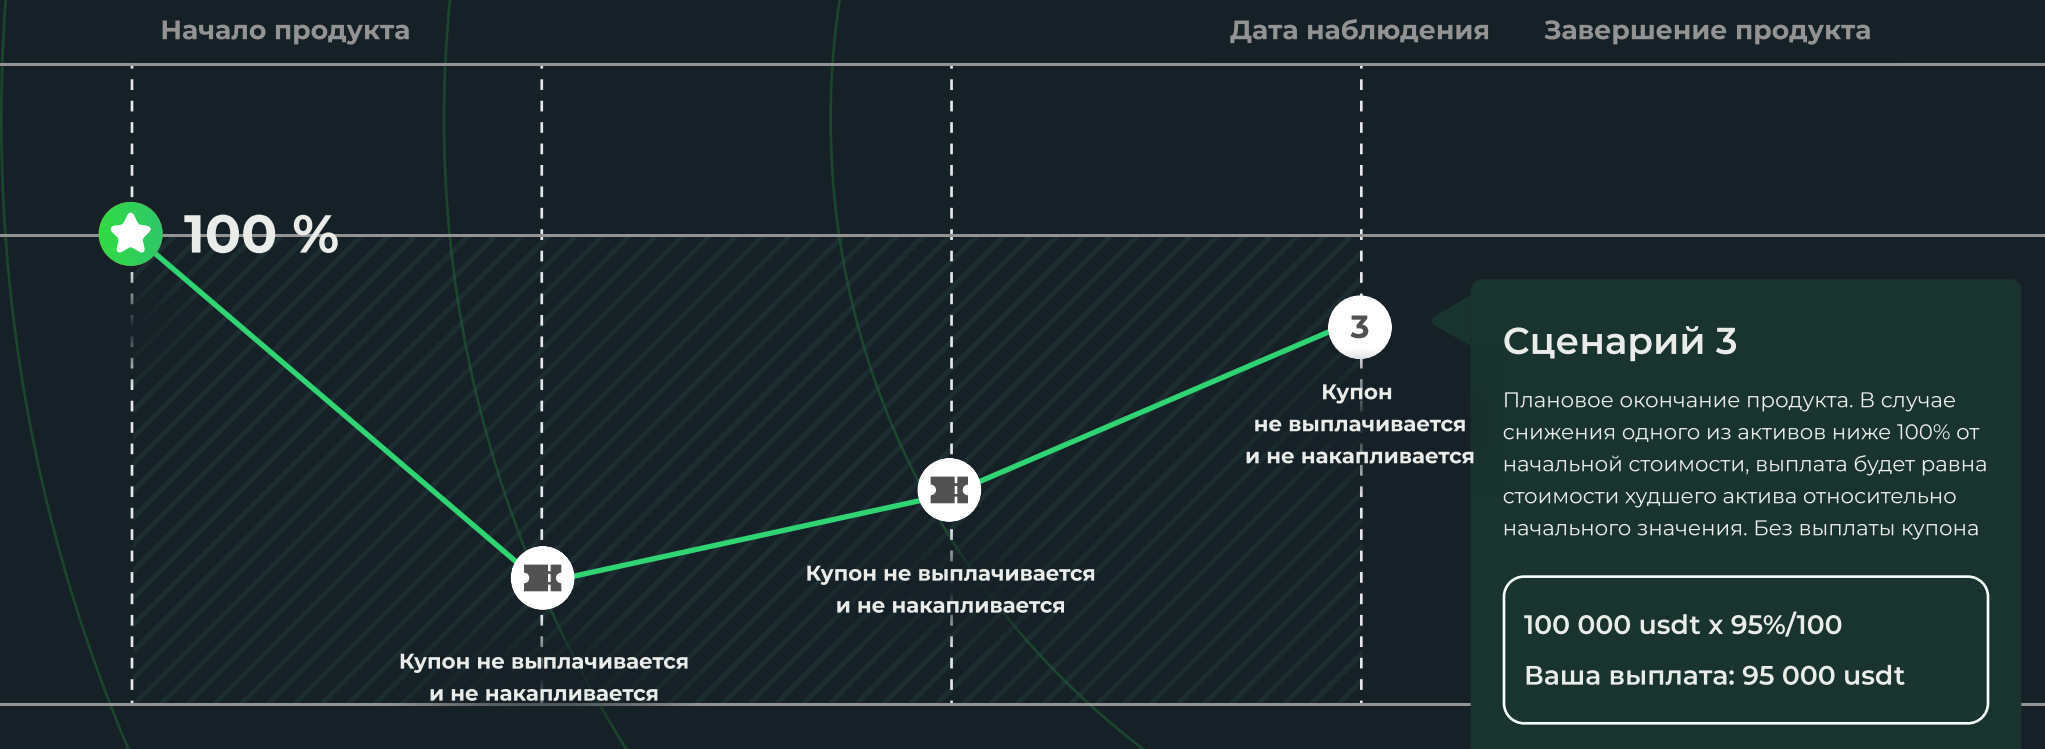 Начало продукта
Дата наблюдения
Завершение продукта
100 %
3
Купон
не выплачивается
и не накапливается
Купон не выплачивается
и не накапливается
Купон не выплачивается
и не накапливается
Сценарий 3
Плановое окончание продукта. В случае
снижения одного из активов ниже 100% от
начальной стоимости, выплата будет равна
стоимости худшего актива относительно
начального значения. Без выплаты купона
100 000 usdt x 95%/100
Ваша выплата: 95 000 usdt